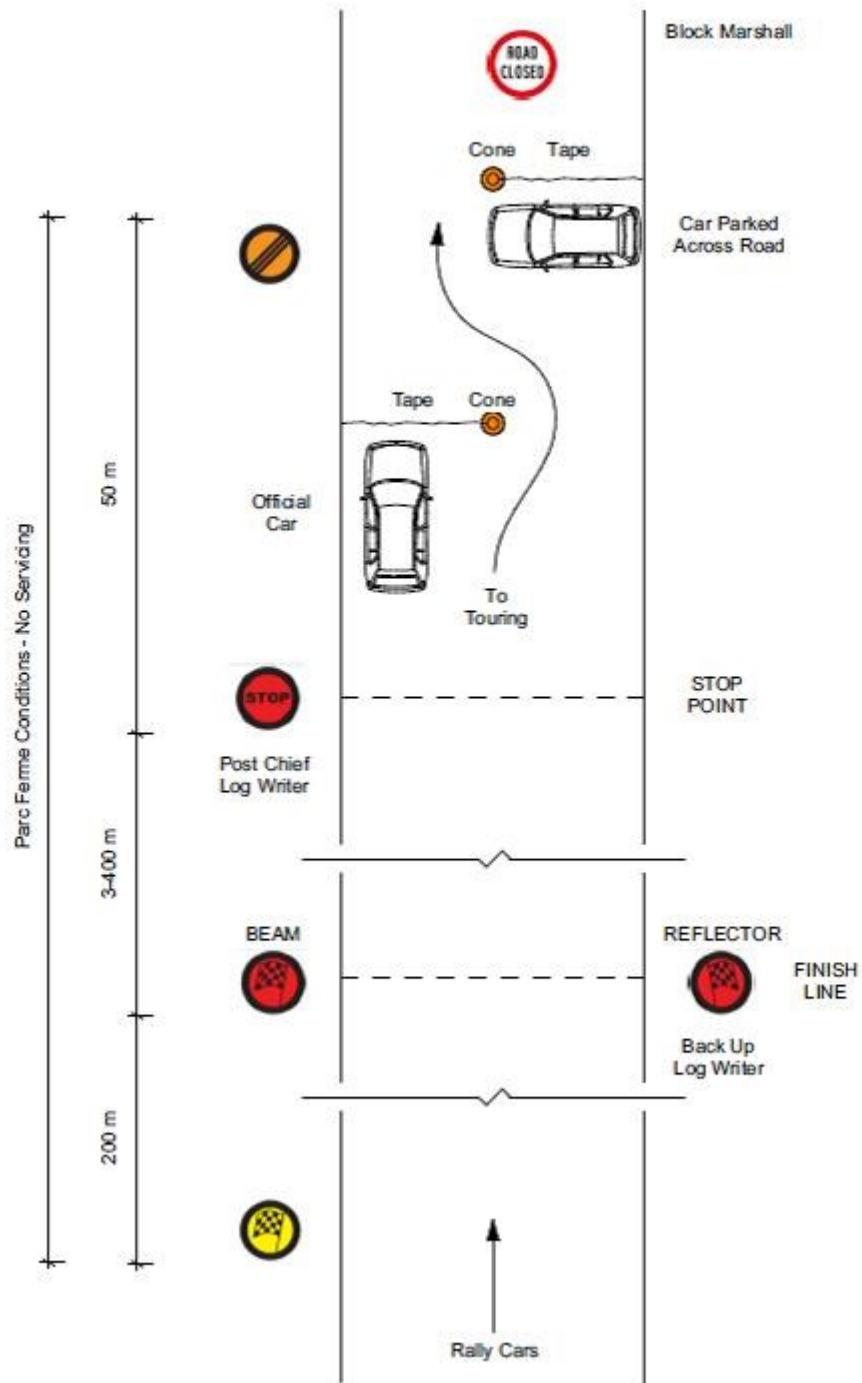 Block Marshall
ROAD
CLOSED
Cone
Tape
Car Parked
Across Road
Tape
Cone
50 m
Official
Car
Parc Ferme Conditions - No Servicing
To
Touring
STOP
STOP
POINT
Post Chief
Log Writer
3-400 m
BEAM
REFLECTOR
FINISH
LINE
Back Up
Log Writer
200 m
Rally Cars